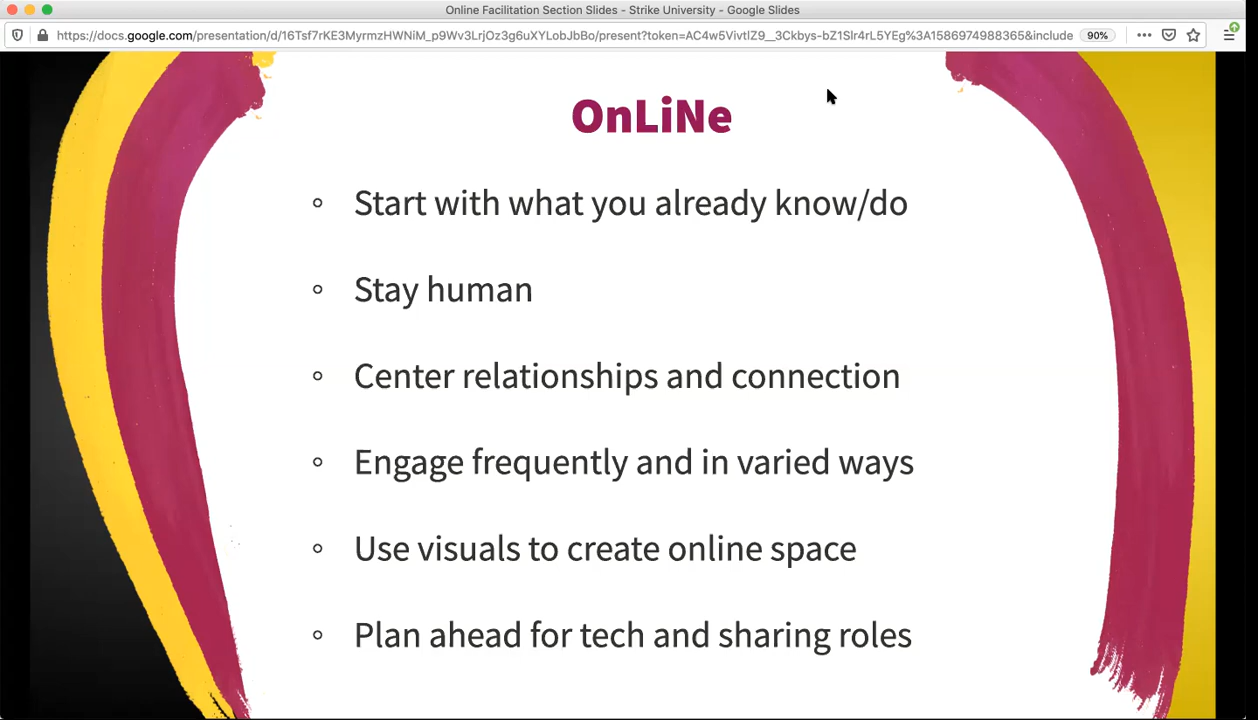 Online Facilitation Section Slides - Strike University - Google Slides
https://docs.google.com/presentation/d/16Tsf7rKE3MyrmzHWNiM_p9Wv3LrjOz3g6uXYLobJbBo/present?token=AC4w5VivtIZ9__3Ckbys-bZ1Slr4rL5YEg%3A1586974988365&include 90%
OnLiNe
◦ Start with what you already know/do
◦ Stay human
◦ Center relationships and connection
◦ Engage frequently and in varied ways
◦ Use visuals to create online space
◦ Plan ahead for tech and sharing roles